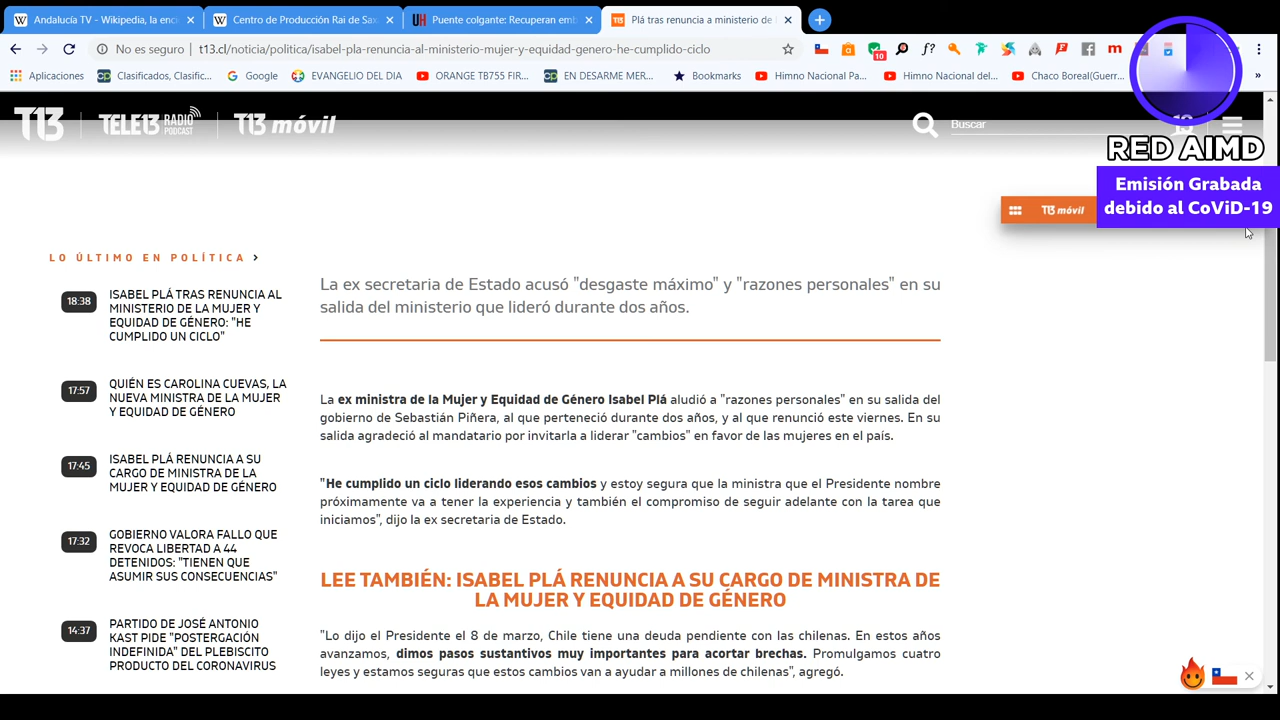 Andalucía TV - Wikipedia, la enci
Centro de Producción Rai de Sax
Puente colgante: Recuperan emb
Plá tras renuncia a ministerio de
No es seguro | t13.cl/noticia/politica/isabel-pla-renuncia-al-ministerio-mujer-y-equidad-genero-he-cumplido-ciclo
Aplicaciones
Clasificados, Clasific...
Google
EVANGELIO DEL DIA
ORANGE TB755 FIR...
EN DESARME MER...
Bookmarks
Himno Nacional Pa...
Himno Nacional del...
Chaco Boreal(Guerr...
T13 | TELE13 RADIO PODCAST | T13 móvil
Buscar
13
RED AIMD
Emisión Grabada
debido al CoViD-19
T13 móvil
LO ÚLTIMO EN POLÍTICA
18:38
ISABEL PLÁ TRAS RENUNCIA AL
MINISTERIO DE LA MUJER Y
EQUIDAD DE GÉNERO: "HE
CUMPLIDO UN CICLO"
17:57
QUIÉN ES CAROLINA CUEVAS, LA
NUEVA MINISTRA DE LA MUJER
Y EQUIDAD DE GÉNERO
17:45
ISABEL PLÁ RENUNCIA A SU
CARGO DE MINISTRA DE LA
MUJER Y EQUIDAD DE GÉNERO
17:32
GOBIERNO VALORA FALLO QUE
REVOCA LIBERTAD A 44
DETENIDOS: "TIENEN QUE
ASUMIR SUS CONSECUENCIAS"
14:37
PARTIDO DE JOSÉ ANTONIO
KAST PIDE "POSTERGACIÓN
INDEFINIDA" DEL PLEBISCITO
PRODUCTO DEL CORONAVIRUS
La ex secretaria de Estado acusó "desgaste máximo" y "razones personales" en su
salida del ministerio que lideró durante dos años.
La ex ministra de la Mujer y Equidad de Género Isabel Plá aludió a "razones personales" en su salida del
gobierno de Sebastián Piñera, al que perteneció durante dos años, y al que renunció este viernes. En su
salida agradeció al mandatario por invitarla a liderar "cambios" en favor de las mujeres en el país.
"He cumplido un ciclo liderando esos cambios y estoy segura que la ministra que el Presidente nombre
próximamente va a tener la experiencia y también el compromiso de seguir adelante con la tarea que
iniciamos", dijo la ex secretaria de Estado.
LEE TAMBIÉN: ISABEL PLÁ RENUNCIA A SU CARGO DE MINISTRA DE
LA MUJER Y EQUIDAD DE GÉNERO
"Lo dijo el Presidente el 8 de marzo, Chile tiene una deuda pendiente con las chilenas. En estos años
avanzamos, dimos pasos sustantivos muy importantes para acortar brechas. Promulgamos cuatro
leyes y estamos seguras que estos cambios van a ayudar a millones de chilenas", agregó.